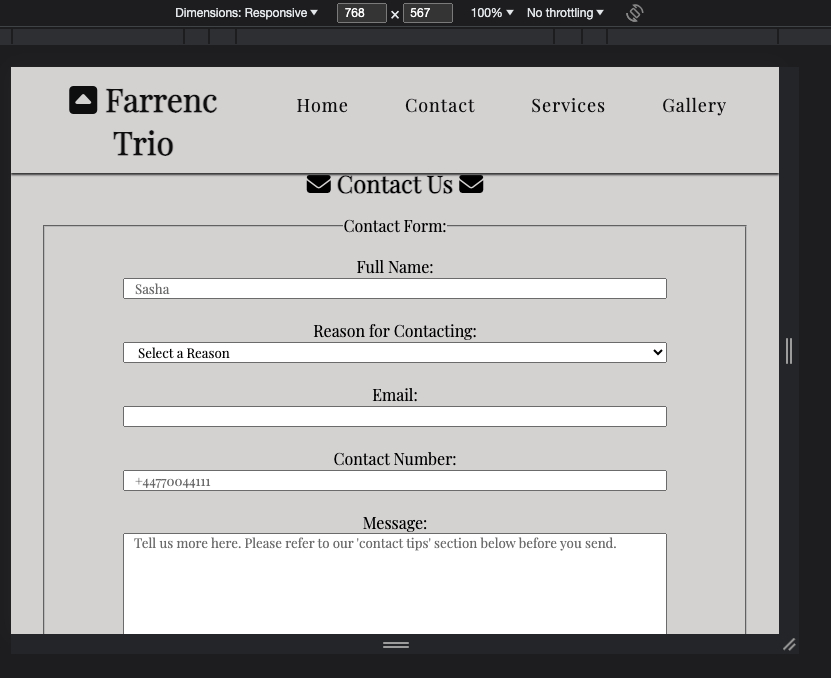 Dimensions: Responsive ▼ 768 x 567 100% ▼ No throttling ▼
Farrenc
Trio
Home Contact Services Gallery
Contact Us
Contact Form:
Full Name:
Sasha
Reason for Contacting:
Select a Reason
Email:
Contact Number:
+44770044111
Message:
Tell us more here. Please refer to our 'contact tips' section below before you send.